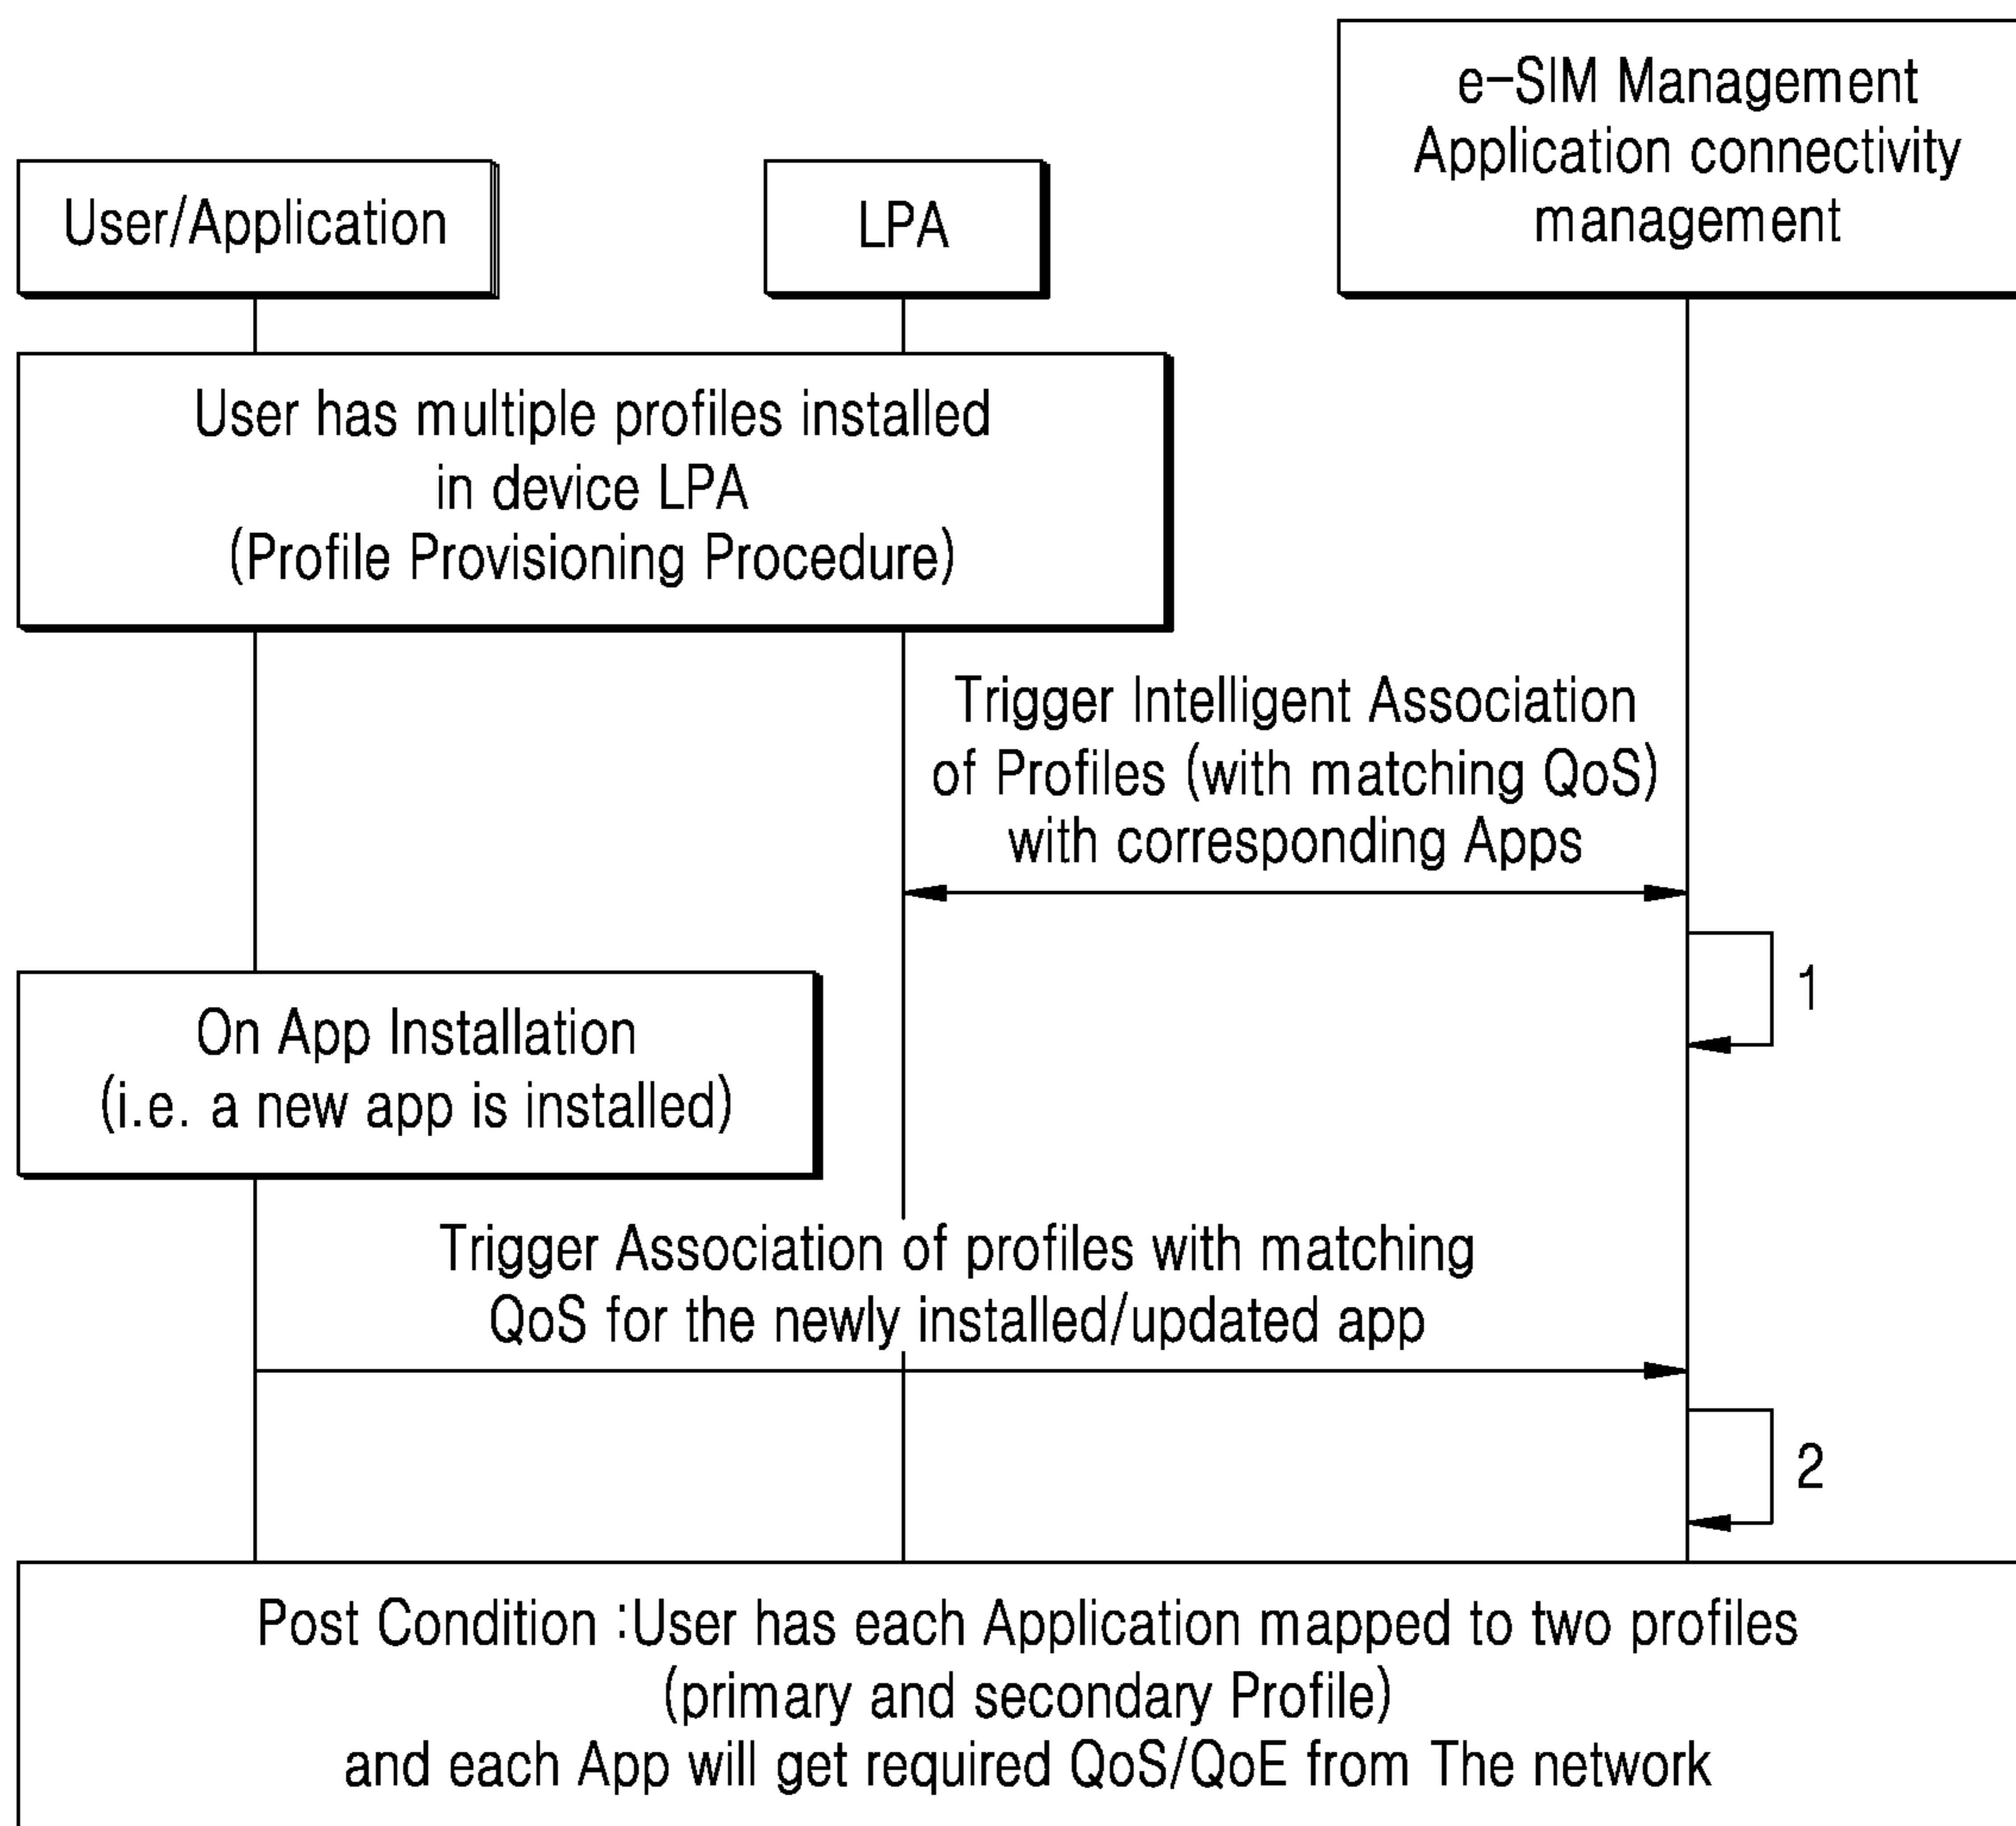 e-SIM Management
Application connectivity
management
User/Application
LPA
User has multiple profiles installed
in device LPA
(Profile Provisioning Procedure)
Trigger Intelligent Association
of Profiles (with matching QoS)
with corresponding Apps
1
On App Installation
(i.e. a new app is installed)
Trigger Association of profiles with matching
QoS for the newly installed/updated app
2
Post Condition :User has each Application mapped to two profiles
(primary and secondary Profile)
and each App will get required QoS/QoE from The network